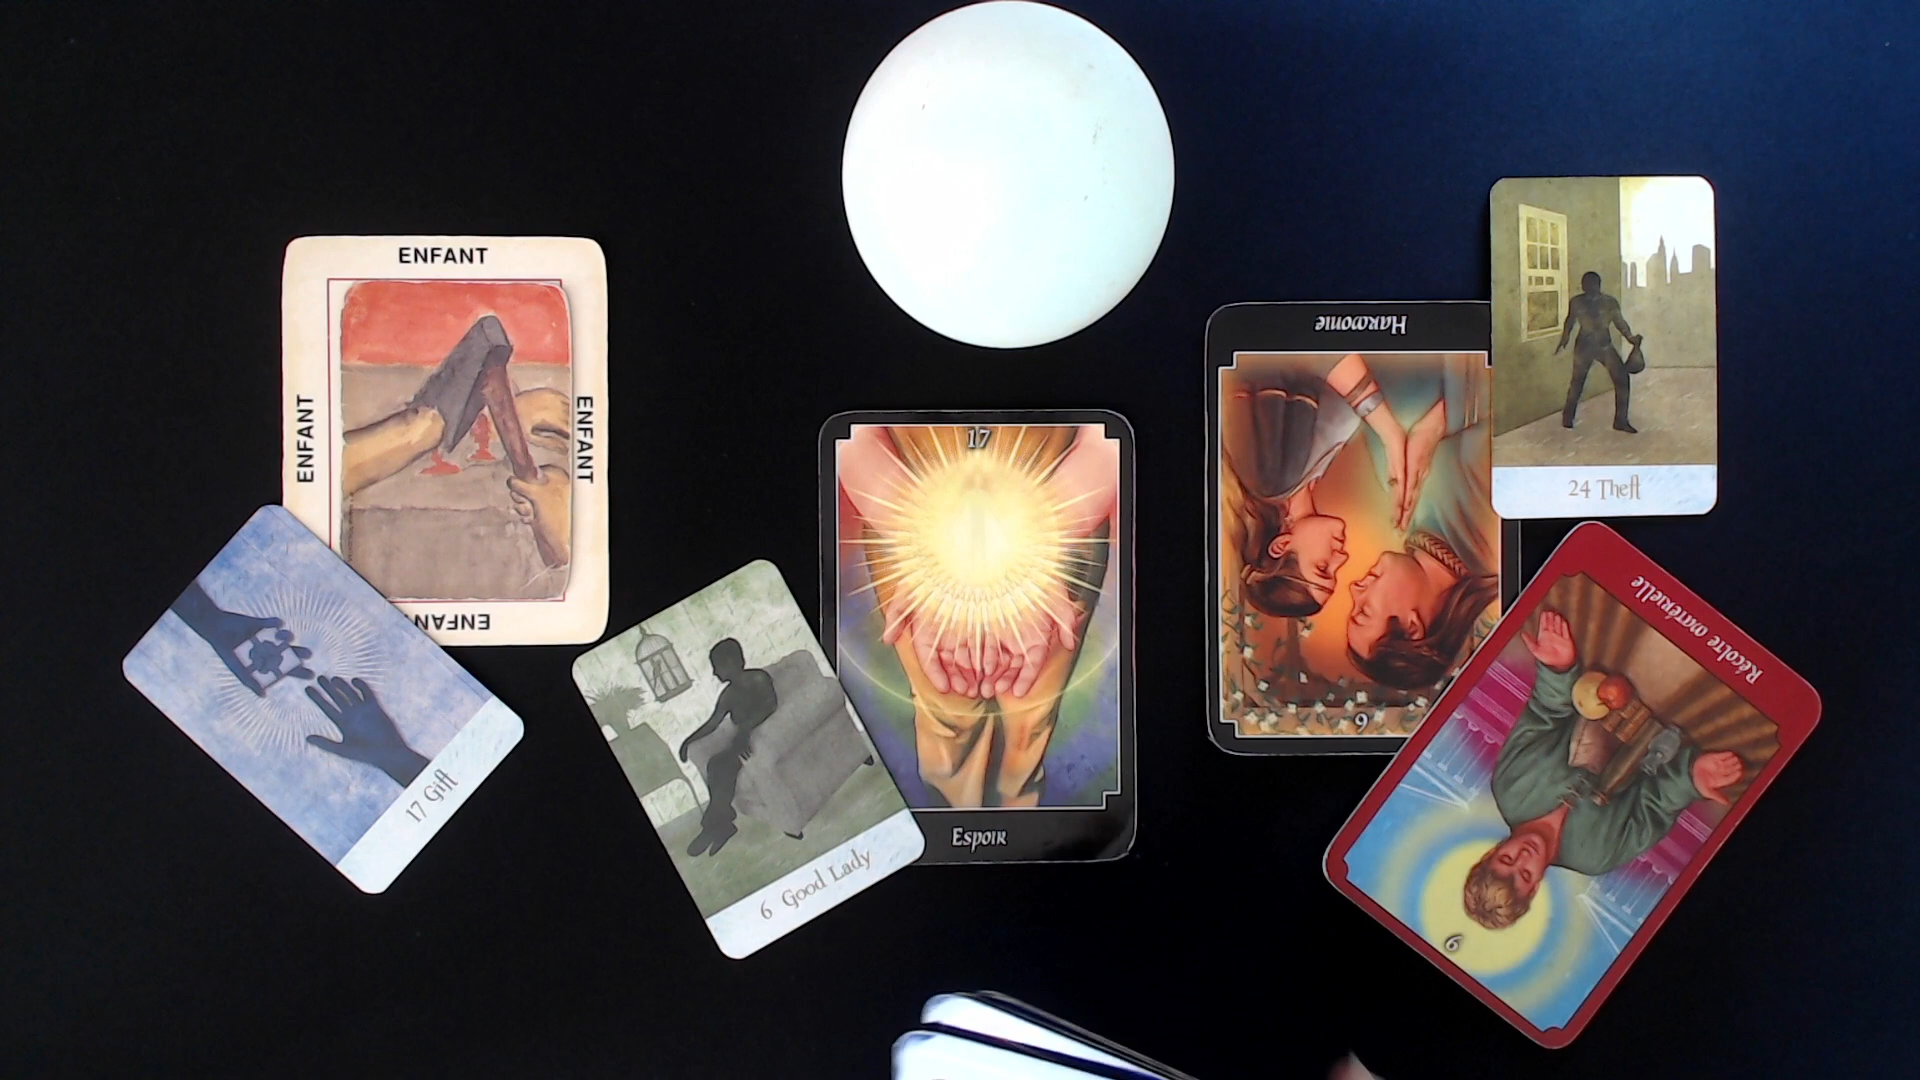 ENFANT
ENFANT
ENFANT
ENFANT
17 Gift
6 Good Lady
17
Espoir
Harmonie
6
24 Theft
Récolte matérielle
6